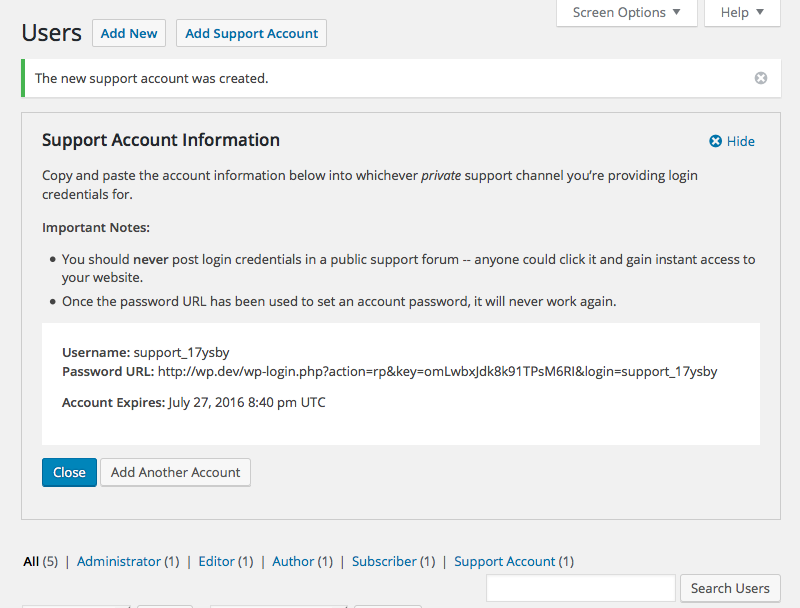 Screen Options ▼ Help ▼
Users Add New Add Support Account
The new support account was created.
Support Account Information Hide
Copy and paste the account information below into whichever private support channel you're providing login
credentials for.
Important Notes:
• You should never post login credentials in a public support forum -- anyone could click it and gain instant access to
your website.
• Once the password URL has been used to set an account password, it will never work again.
Username: support_17ysby
Password URL: http://wp.dev/wp-login.php?action=rp&key=omLwbxJdk8k91TPsM6RI&login=support_17ysby
Account Expires: July 27, 2016 8:40 pm UTC
Close Add Another Account
All (5) | Administrator (1) | Editor (1) | Author (1) | Subscriber (1) | Support Account (1)
Search Users